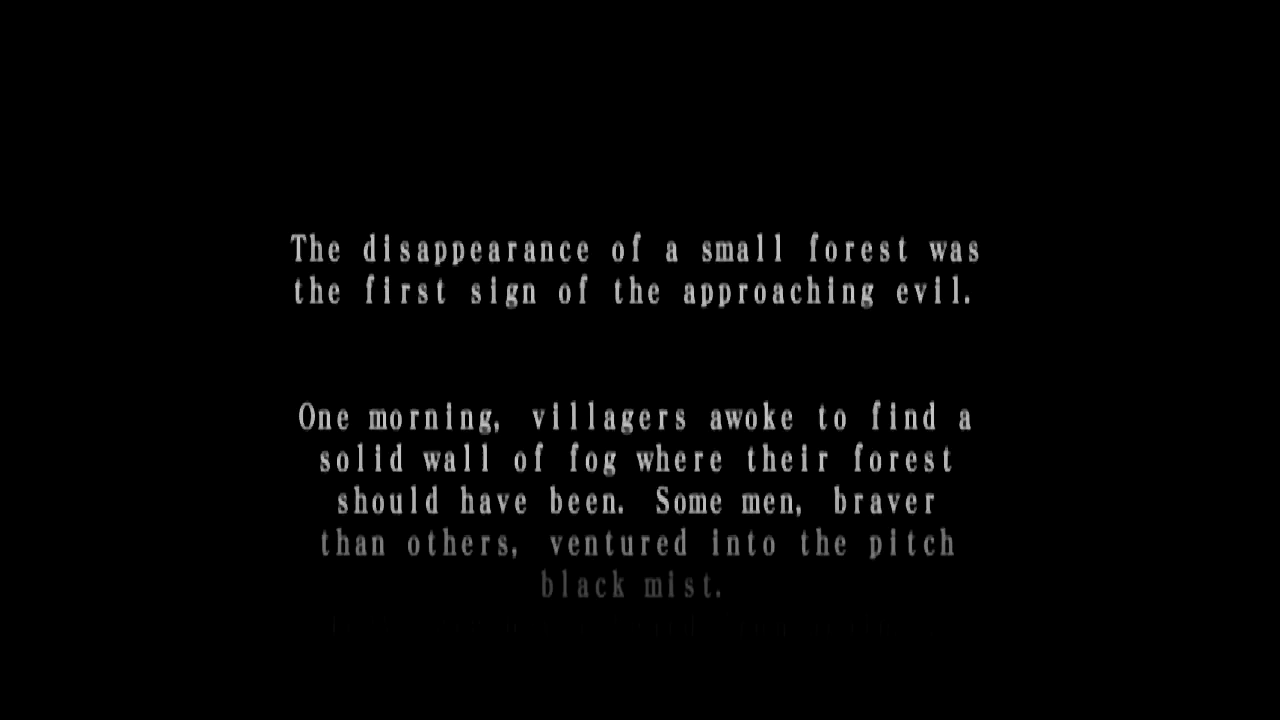 The disappearance of a small forest was
the first sign of the approaching evil.
One morning, villagers awoke to find a
solid wall of fog where their forest
should have been. Some men, braver
than others, ventured into the pitch
black mist.